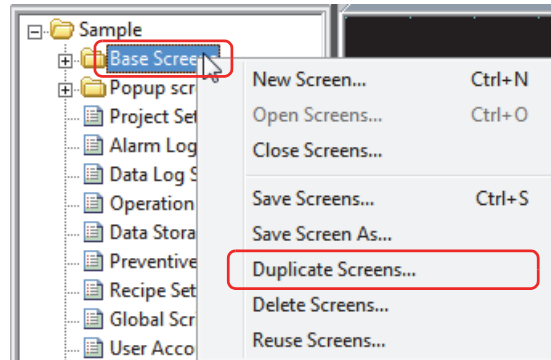 Sample
Base Scree
Popup scr
Project Set
Alarm Log
Data Log S
Operation
Data Stora
Preventive
Recipe Set
Global Scr
User Acco
New Screen... Ctrl+N
Open Screens... Ctrl+O
Close Screens...
Save Screens... Ctrl+S
Save Screen As...
Duplicate Screens...
Delete Screens...
Reuse Screens...